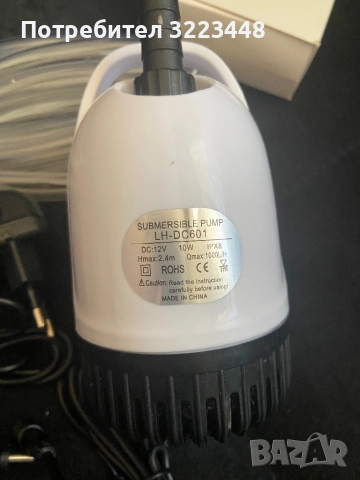 Потребител 3223448
SUBMERSIBLE PUMP
LH-DC601
DC:12V 10W IPX8
Hmax:2.4m Qmax:1000L/H
ROHS CE
Caution: Read the instruction
carefully before using!
MADE IN CHINA
BAZAR